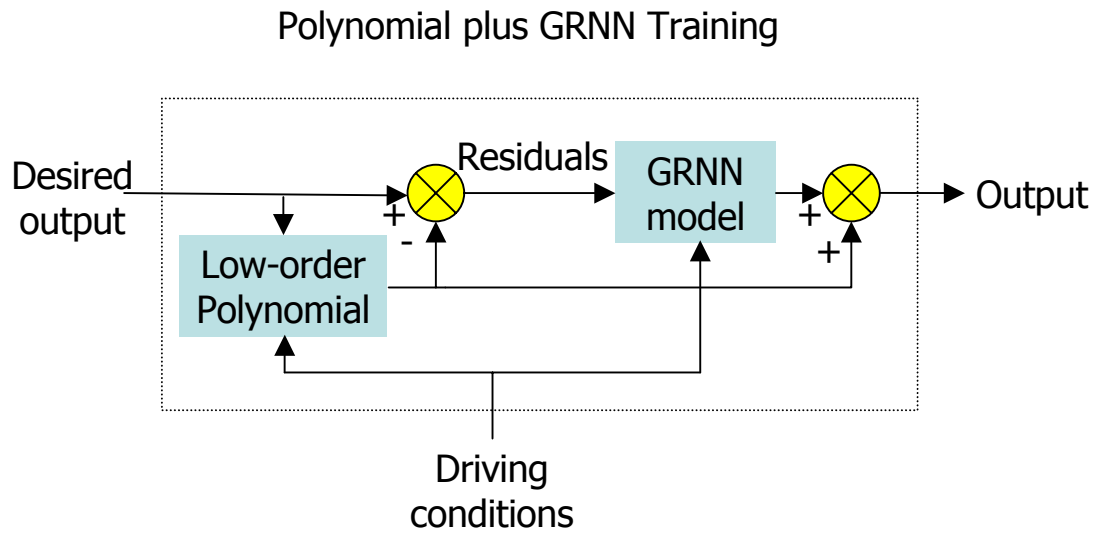 Polynomial plus GRNN Training
Desired
output
Residuals
GRNN
model
Output
+
-
+
+
Low-order
Polynomial
Driving
conditions